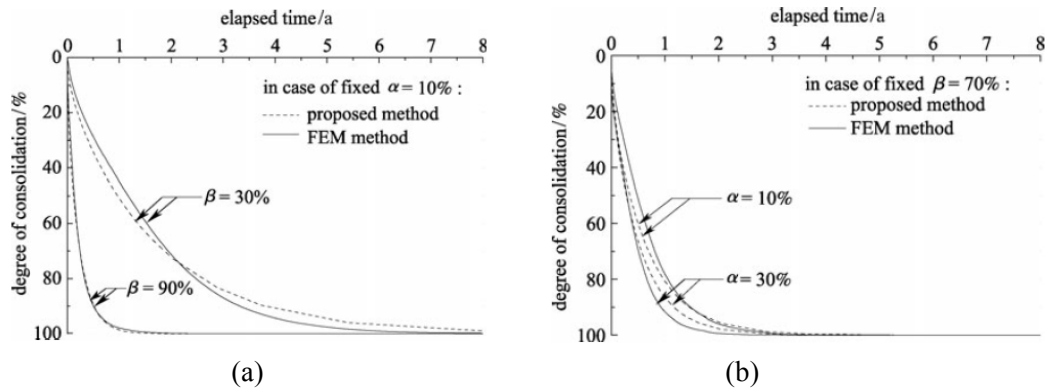 elapsed time/a
0 1 2 3 4 5 6 7 8
0
20
40
60
80
100
degree of consolidation/%
in case of fixed α=10%:
proposed method
FEM method
β=30%
β=90%
(a)
elapsed time/a
0 1 2 3 4 5 6 7 8
0
20
40
60
80
100
degree of consolidation/%
in case of fixed β=70%:
proposed method
FEM method
α=10%
α=30%
(b)